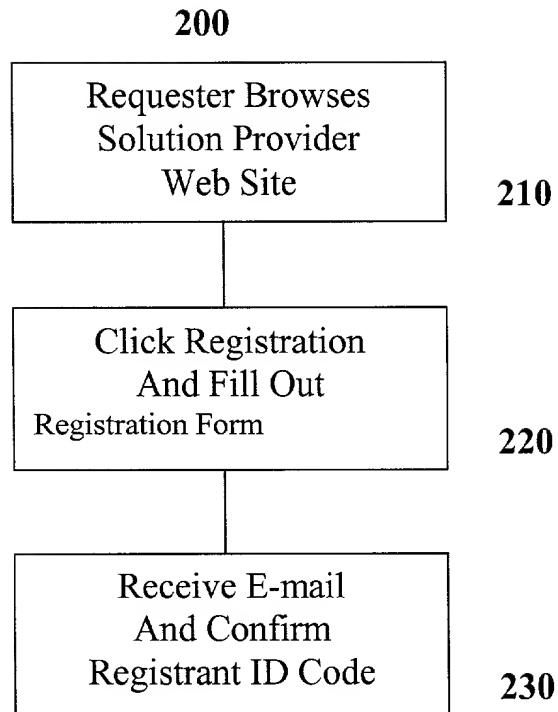 200
Requester Browses
Solution Provider
Web Site
210
Click Registration
And Fill Out
Registration Form
220
Receive E-mail
And Confirm
Registrant ID Code
230